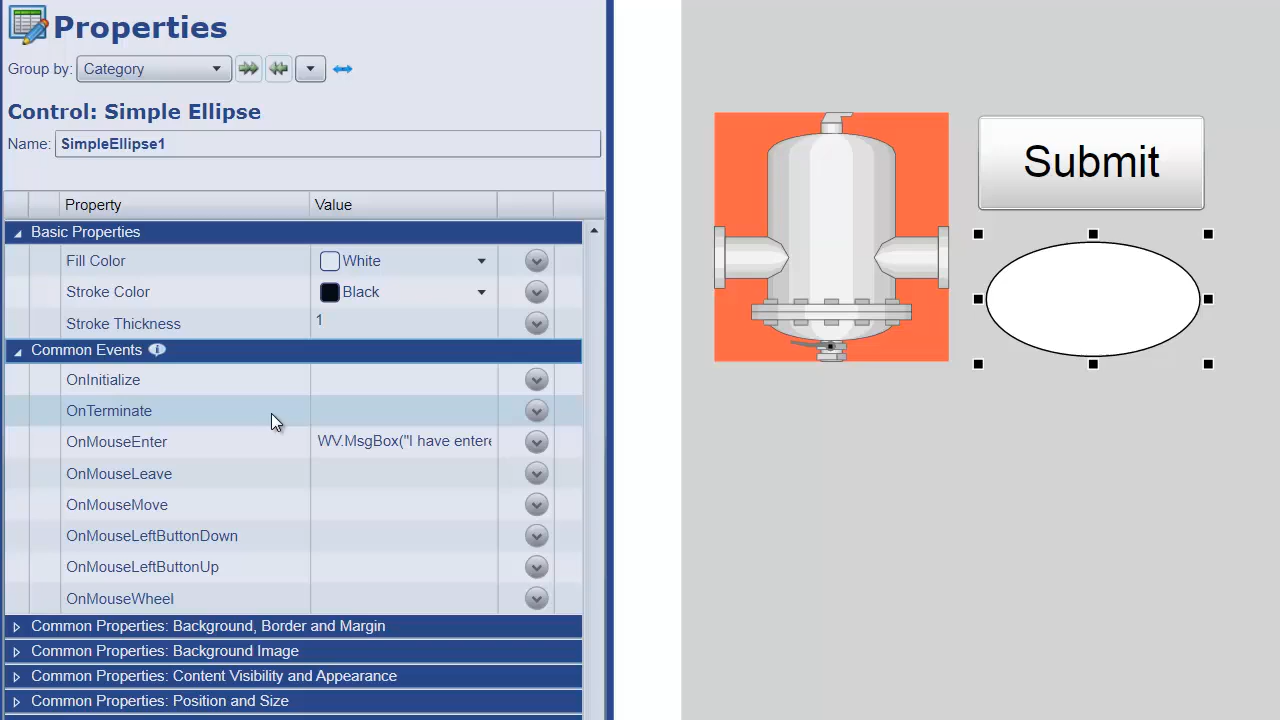 Properties
Group by: Category
Control: Simple Ellipse
Name: SimpleEllipse1
Property Value
Basic Properties
Fill Color White
Stroke Color Black
Stroke Thickness 1
Common Events
OnInitialize
OnTerminate
OnMouseEnter WV.MsgBox("I have entere
OnMouseLeave
OnMouseMove
OnMouseLeftButtonDown
OnMouseLeftButtonUp
OnMouseWheel
Common Properties: Background, Border and Margin
Common Properties: Background Image
Common Properties: Content Visibility and Appearance
Common Properties: Position and Size
Submit